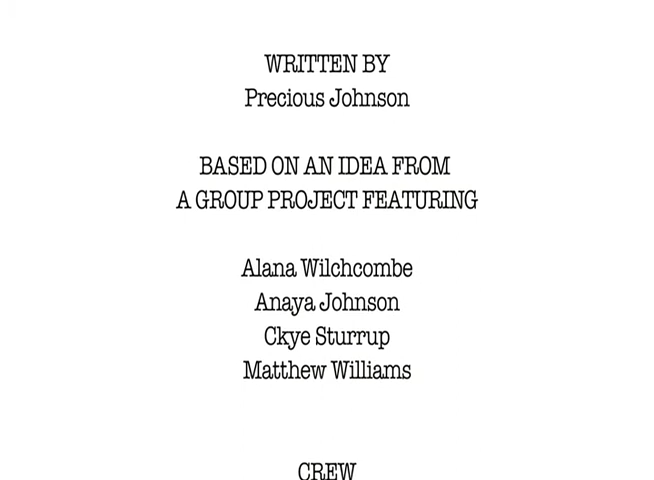 WRITTEN BY
Precious Johnson
BASED ON AN IDEA FROM
A GROUP PROJECT FEATURING
Alana Wilchcombe
Anaya Johnson
Ckye Sturrup
Matthew Williams
CREW